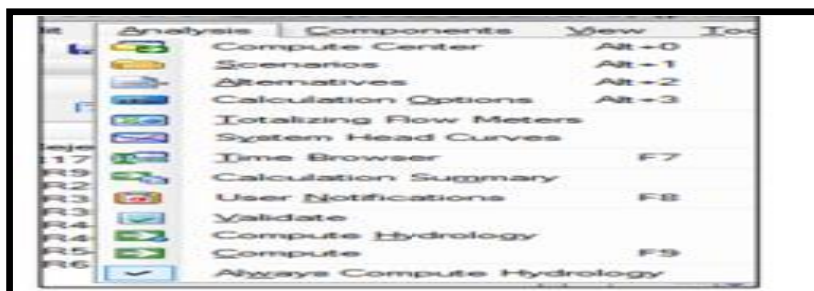 Analysis Components View
Compute Center Alt+0
Scenarios Alt+1
Alternatives Alt+2
Calculation Options Alt+3
Totalizing Flow Meters
System Head Curves
Time Browser F7
Calculation Summary
User Notifications F8
Validate
Compute Hydrology
Compute F9
Always Compute Hydrology